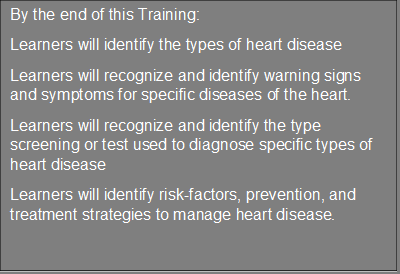 By the end of this Training:
Learners will identify the types of heart disease
Learners will recognize and identify warning signs
and symptoms for specific diseases of the heart.
Learners will recognize and identify the type
screening or test used to diagnose specific types of
heart disease
Learners will identify risk-factors, prevention, and
treatment strategies to manage heart disease.